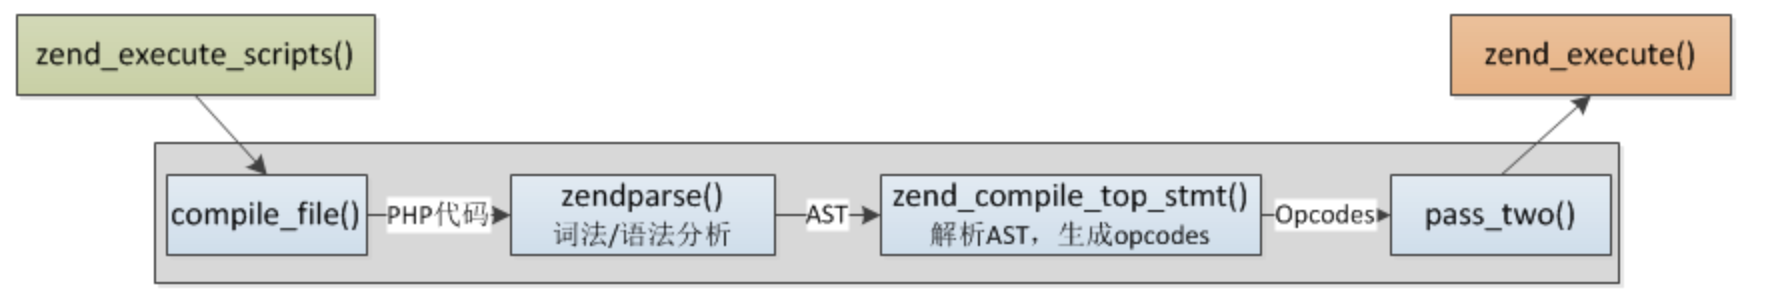 zend_execute_scripts()
zend_execute()
compile_file()
PHP代码
zendparse()
词法/语法分析
AST
zend_compile_top_stmt()
解析AST，生成opcodes
Opcodes
pass_two()